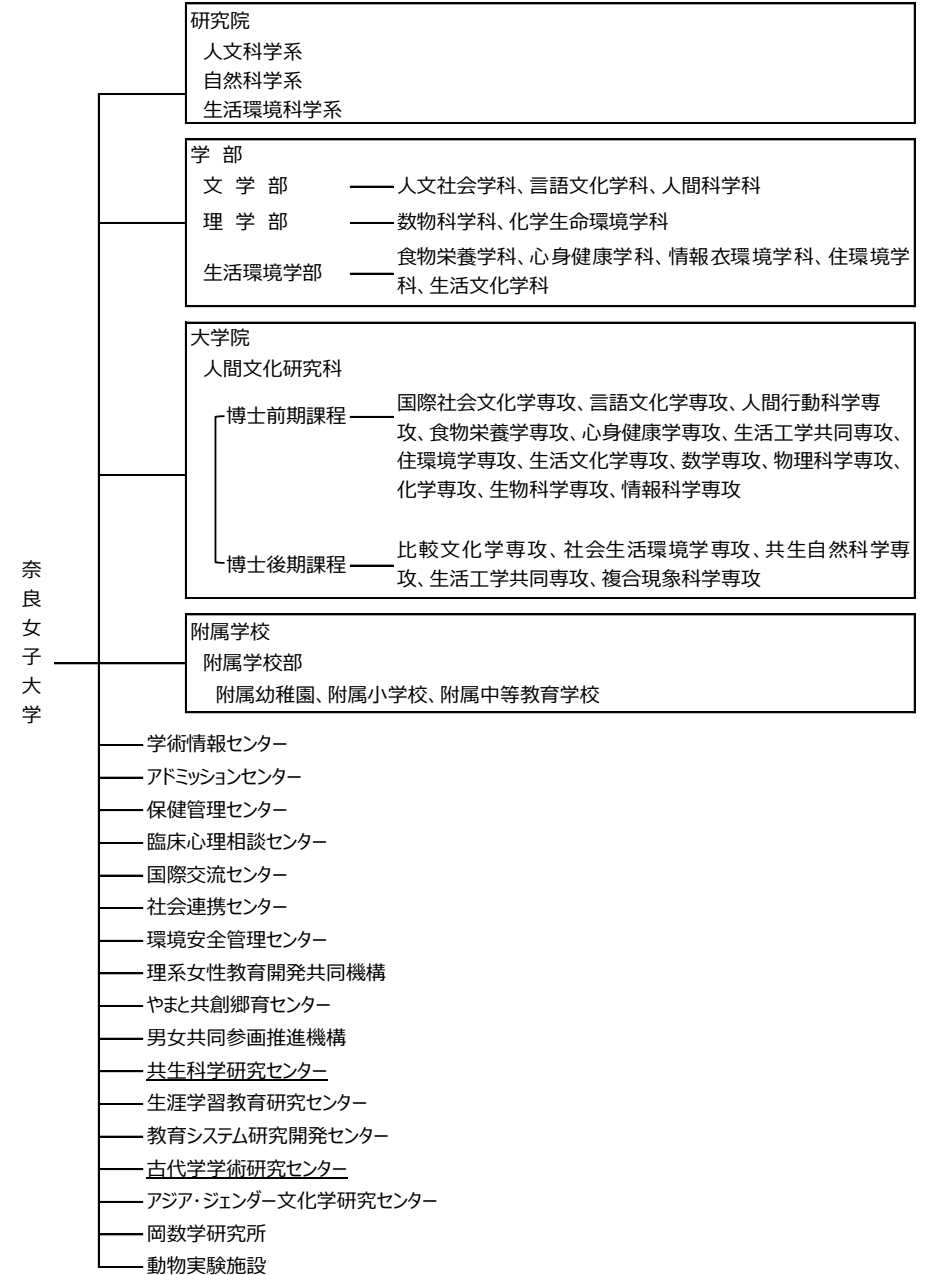 研究院
人文科学系
自然科学系
生活環境科学系
学 部
文 学 部
人文社会学科、言語文化学科、人間科学科
理 学 部
数物科学科、化学生命環境学科
生活環境学部
食物栄養学科、心身健康学科、情報衣環境学科、住環境学
科、生活文化学科
大学院
人間文化研究科
博士前期課程
国際社会文化学専攻、言語文化学専攻、人間行動科学専
攻、食物栄養学専攻、心身健康学専攻、生活工学共同専攻、
住環境学専攻、生活文化学専攻、数学専攻、物理科学専攻、
化学専攻、生物科学専攻、情報科学専攻
博士後期課程
比較文化学専攻、社会生活環境学専攻、共生自然科学専
攻、生活工学共同専攻、複合現象科学専攻
奈良女子大学
附属学校
附属学校部
附属幼稚園、附属小学校、附属中等教育学校
学術情報センター
アドミッションセンター
保健管理センター
臨床心理相談センター
国際交流センター
社会連携センター
環境安全管理センター
理系女性教育開発共同機構
やまと共創郷育センター
男女共同参画推進機構
共生科学研究センター
生涯学習教育研究センター
教育システム研究開発センター
古代学学術研究センター
アジア・ジェンダー文化学研究センター
岡数学研究所
動物実験施設